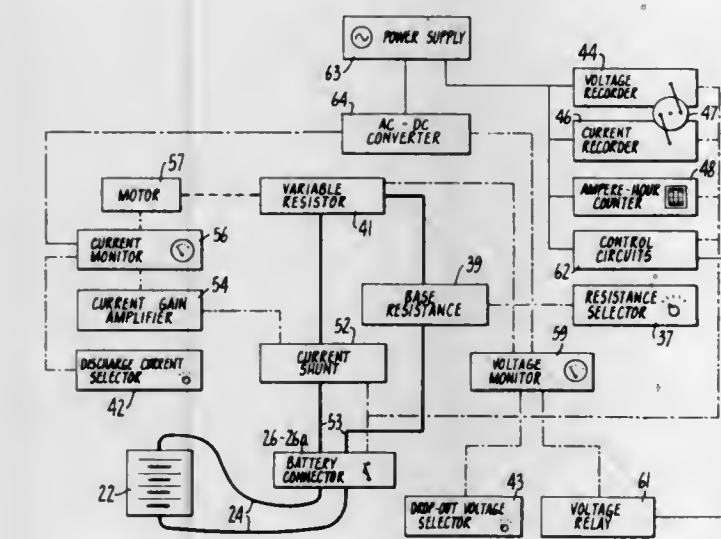 POWER SUPPLY
63
44
VOLTAGE
RECORDER
47
64
AC - DC
CONVERTER
46
CURRENT
RECORDER
57
MOTOR
VARIABLE
RESISTOR
41
48
AMPERE-HOUR
COUNTER
56
CURRENT
MONITOR
39
62
CONTROL
CIRCUITS
54
CURRENT GAIN
AMPLIFIER
BASE
RESISTANCE
RESISTANCE
SELECTOR
37
52
CURRENT
SHUNT
59
VOLTAGE
MONITOR
DISCHARGE CURRENT
SELECTOR
42
53
26-26a
BATTERY
CONNECTOR
22
24
43
DROP-OUT VOLTAGE
SELECTOR
61
VOLTAGE
RELAY